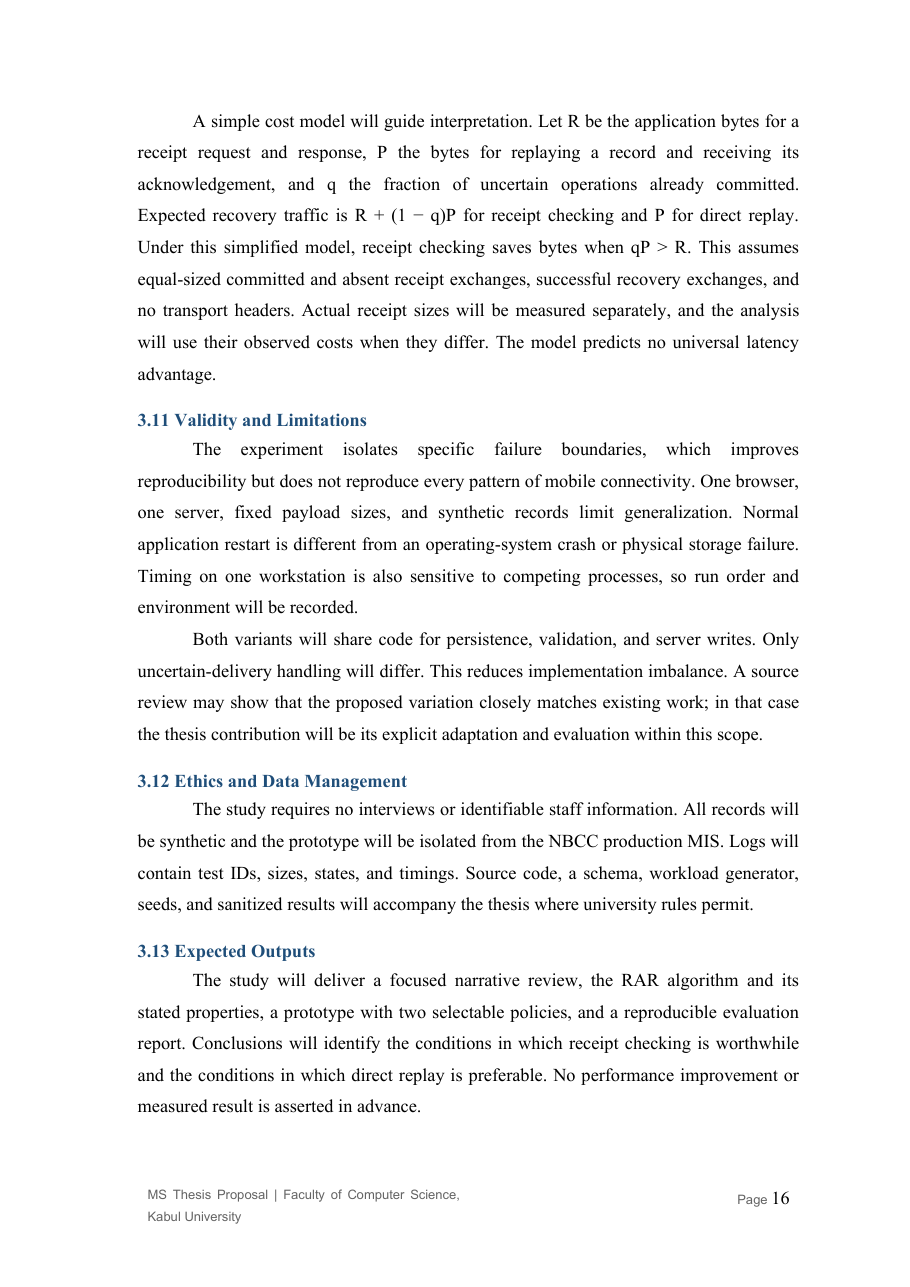 A simple cost model will guide interpretation. Let R be the application bytes for a
receipt request and response, P the bytes for replaying a record and receiving its
acknowledgement, and q the fraction of uncertain operations already committed.
Expected recovery traffic is R + (1 − q)P for receipt checking and P for direct replay.
Under this simplified model, receipt checking saves bytes when qP > R. This assumes
equal-sized committed and absent receipt exchanges, successful recovery exchanges, and
no transport headers. Actual receipt sizes will be measured separately, and the analysis
will use their observed costs when they differ. The model predicts no universal latency
advantage.
3.11 Validity and Limitations
The experiment isolates specific failure boundaries, which improves
reproducibility but does not reproduce every pattern of mobile connectivity. One browser,
one server, fixed payload sizes, and synthetic records limit generalization. Normal
application restart is different from an operating-system crash or physical storage failure.
Timing on one workstation is also sensitive to competing processes, so run order and
environment will be recorded.
Both variants will share code for persistence, validation, and server writes. Only
uncertain-delivery handling will differ. This reduces implementation imbalance. A source
review may show that the proposed variation closely matches existing work; in that case
the thesis contribution will be its explicit adaptation and evaluation within this scope.
3.12 Ethics and Data Management
The study requires no interviews or identifiable staff information. All records will
be synthetic and the prototype will be isolated from the NBCC production MIS. Logs will
contain test IDs, sizes, states, and timings. Source code, a schema, workload generator,
seeds, and sanitized results will accompany the thesis where university rules permit.
3.13 Expected Outputs
The study will deliver a focused narrative review, the RAR algorithm and its
stated properties, a prototype with two selectable policies, and a reproducible evaluation
report. Conclusions will identify the conditions in which receipt checking is worthwhile
and the conditions in which direct replay is preferable. No performance improvement or
measured result is asserted in advance.
MS Thesis Proposal | Faculty of Computer Science,
Kabul University
Page 16